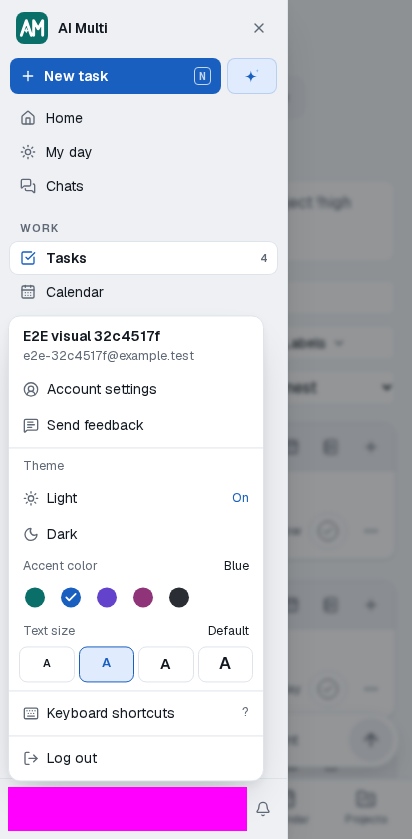 AM AI Multi
New task N
Home
My day
Chats
WORK
Tasks 4
Calendar
E2E visual 32c4517f
e2e-32c4517f@example.test
Account settings
Send feedback
Theme
Light On
Dark
Accent color Blue
Text size Default
A A A A
Keyboard shortcuts ?
Log out
Projects